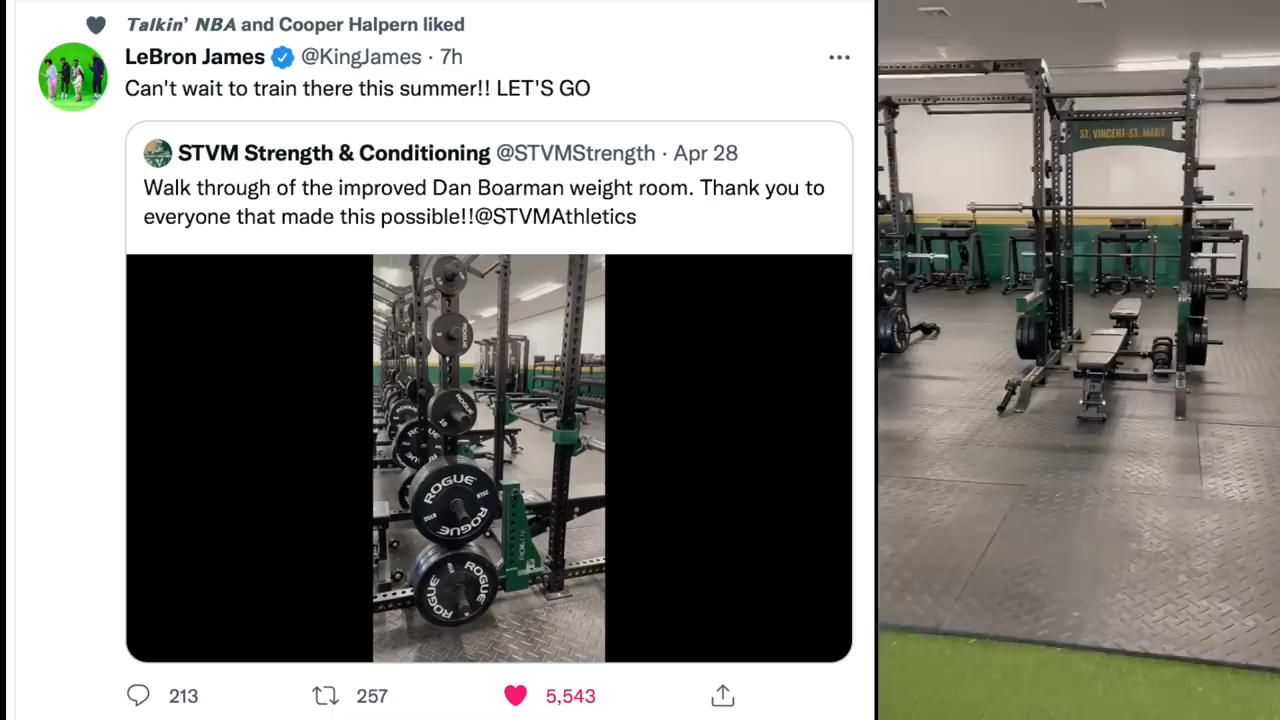 Talkin' NBA and Cooper Halpern liked
LeBron James @KingJames · 7h
Can't wait to train there this summer!! LET'S GO
STVM Strength & Conditioning @STVMStrength · Apr 28
Walk through of the improved Dan Boarman weight room. Thank you to
everyone that made this possible!!@STVMAthletics
ST. VINCENT-ST. MARY
ROGUE
10
ROGUE
ROGUE
ROGUE
ROGUE
213
257
5,543